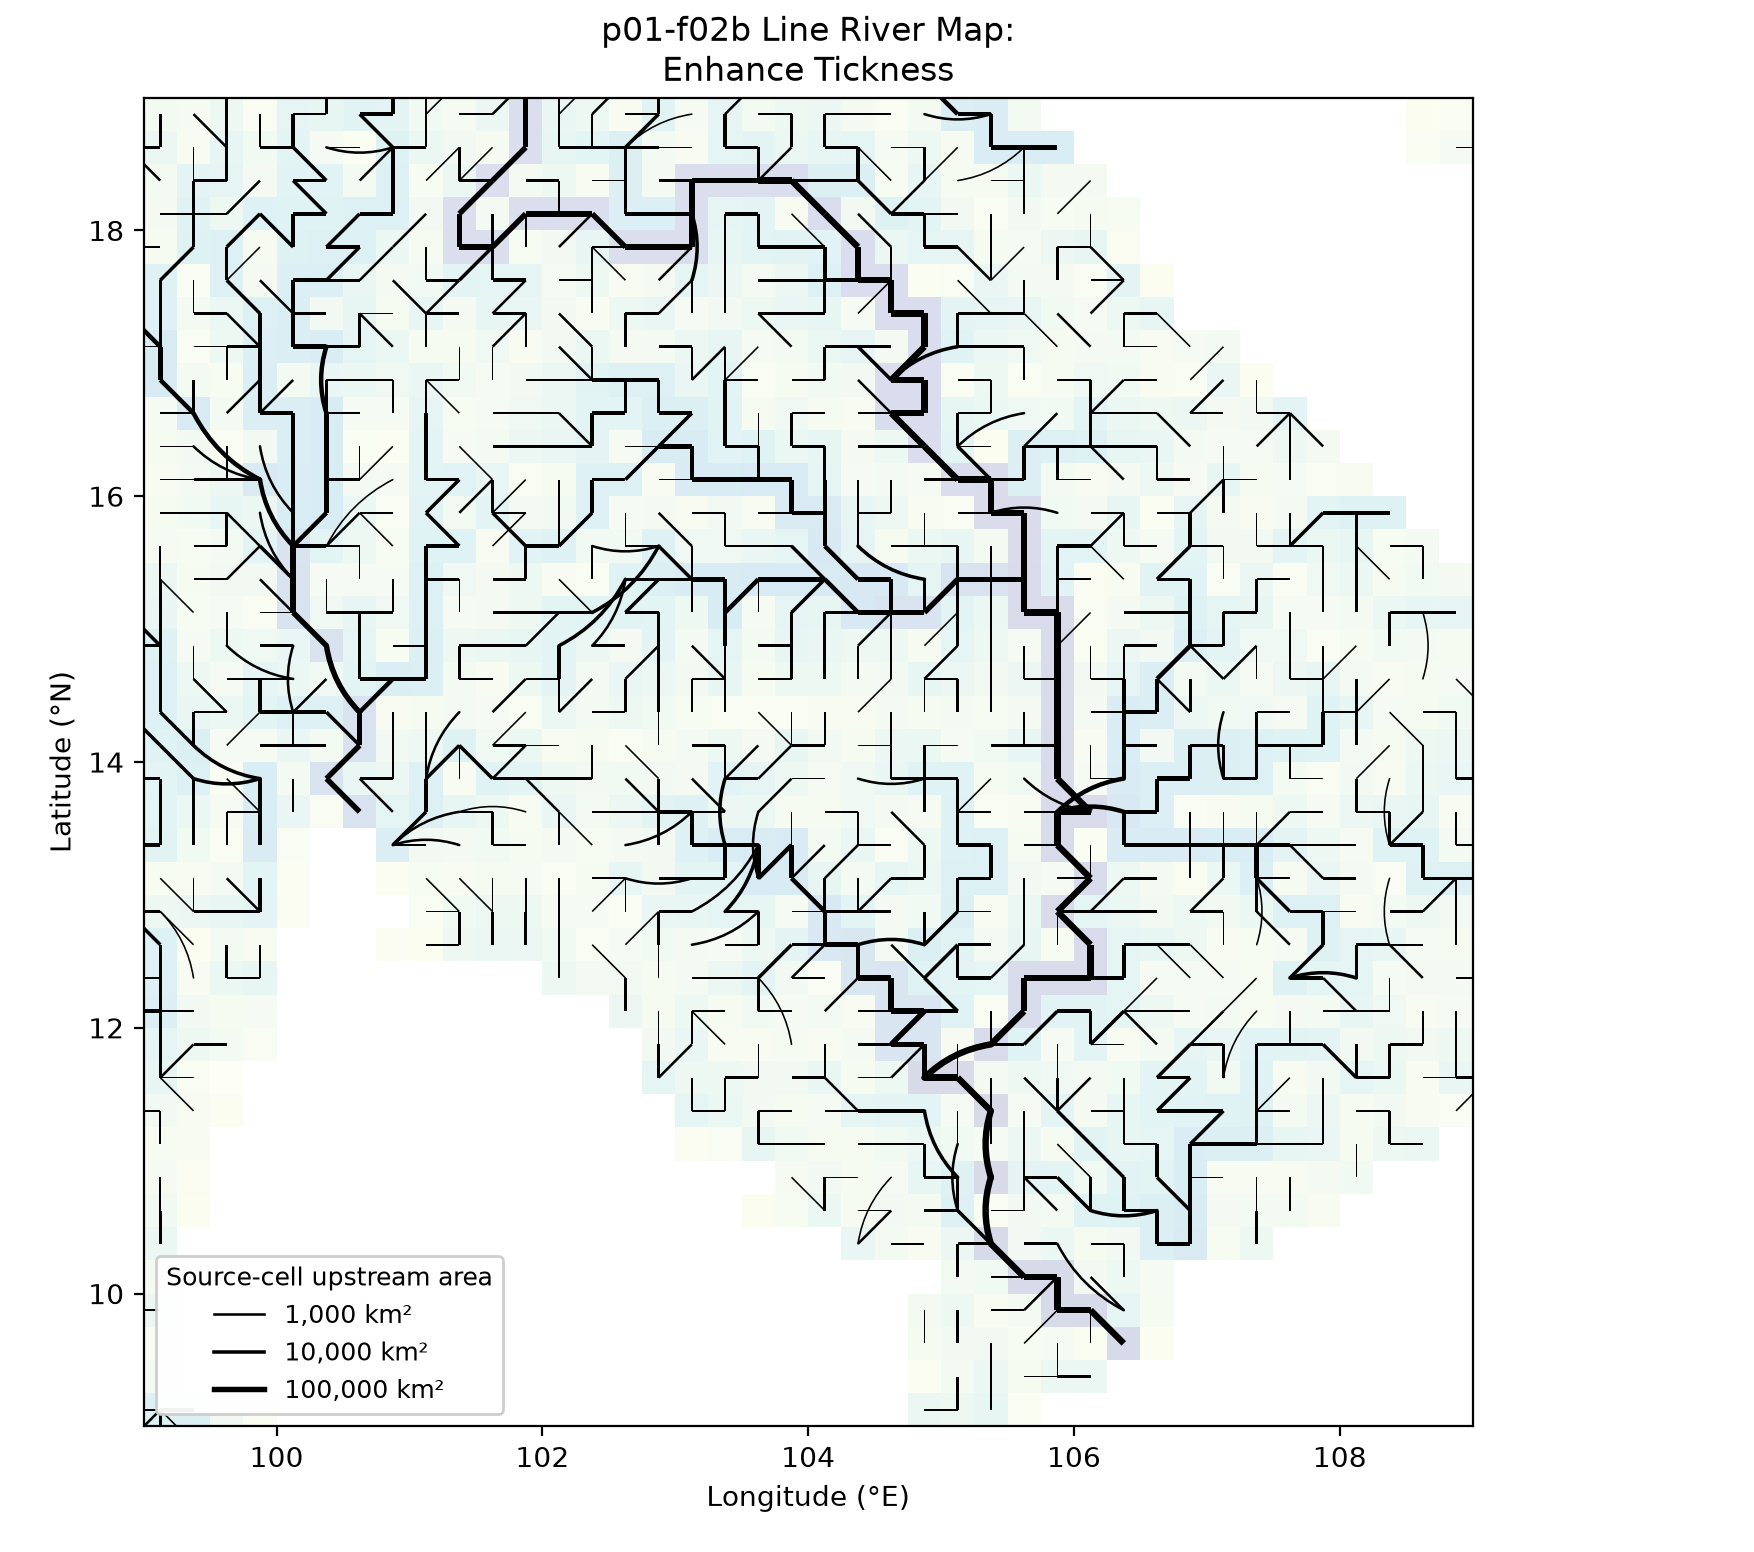 p01-f02b Line River Map:
Enhance Tickness
Latitude (°N)
18
16
14
12
10
Source-cell upstream area
1,000 km²
10,000 km²
100,000 km²
100
102
104
106
108
Longitude (°E)